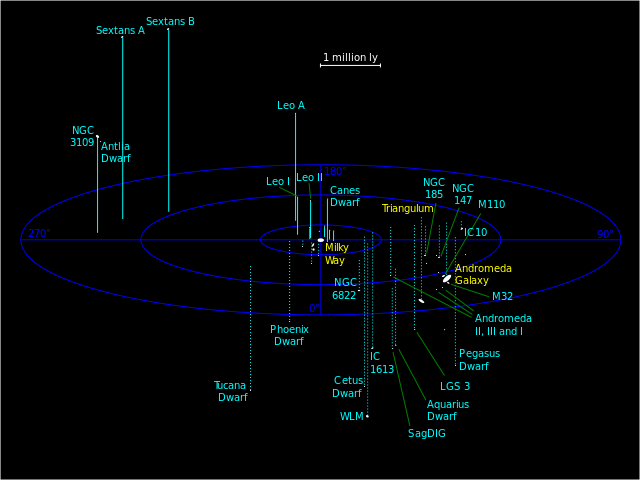 Sextans B
Sextans A
1 million ly
Leo A
NGC
3109
Antlia
Dwarf
180°
Leo I
Leo II
Canes
Dwarf
NGC
185
NGC
147
M110
Triangulum
270°
90°
IC10
Milky
Way
Andromeda
Galaxy
NGC
6822
M32
0°
Andromeda
II, III and I
Phoenix
Dwarf
IC
1613
Pegasus
Dwarf
Tucana
Dwarf
Cetus
Dwarf
LGS 3
Aquarius
Dwarf
WLM
SagDIG